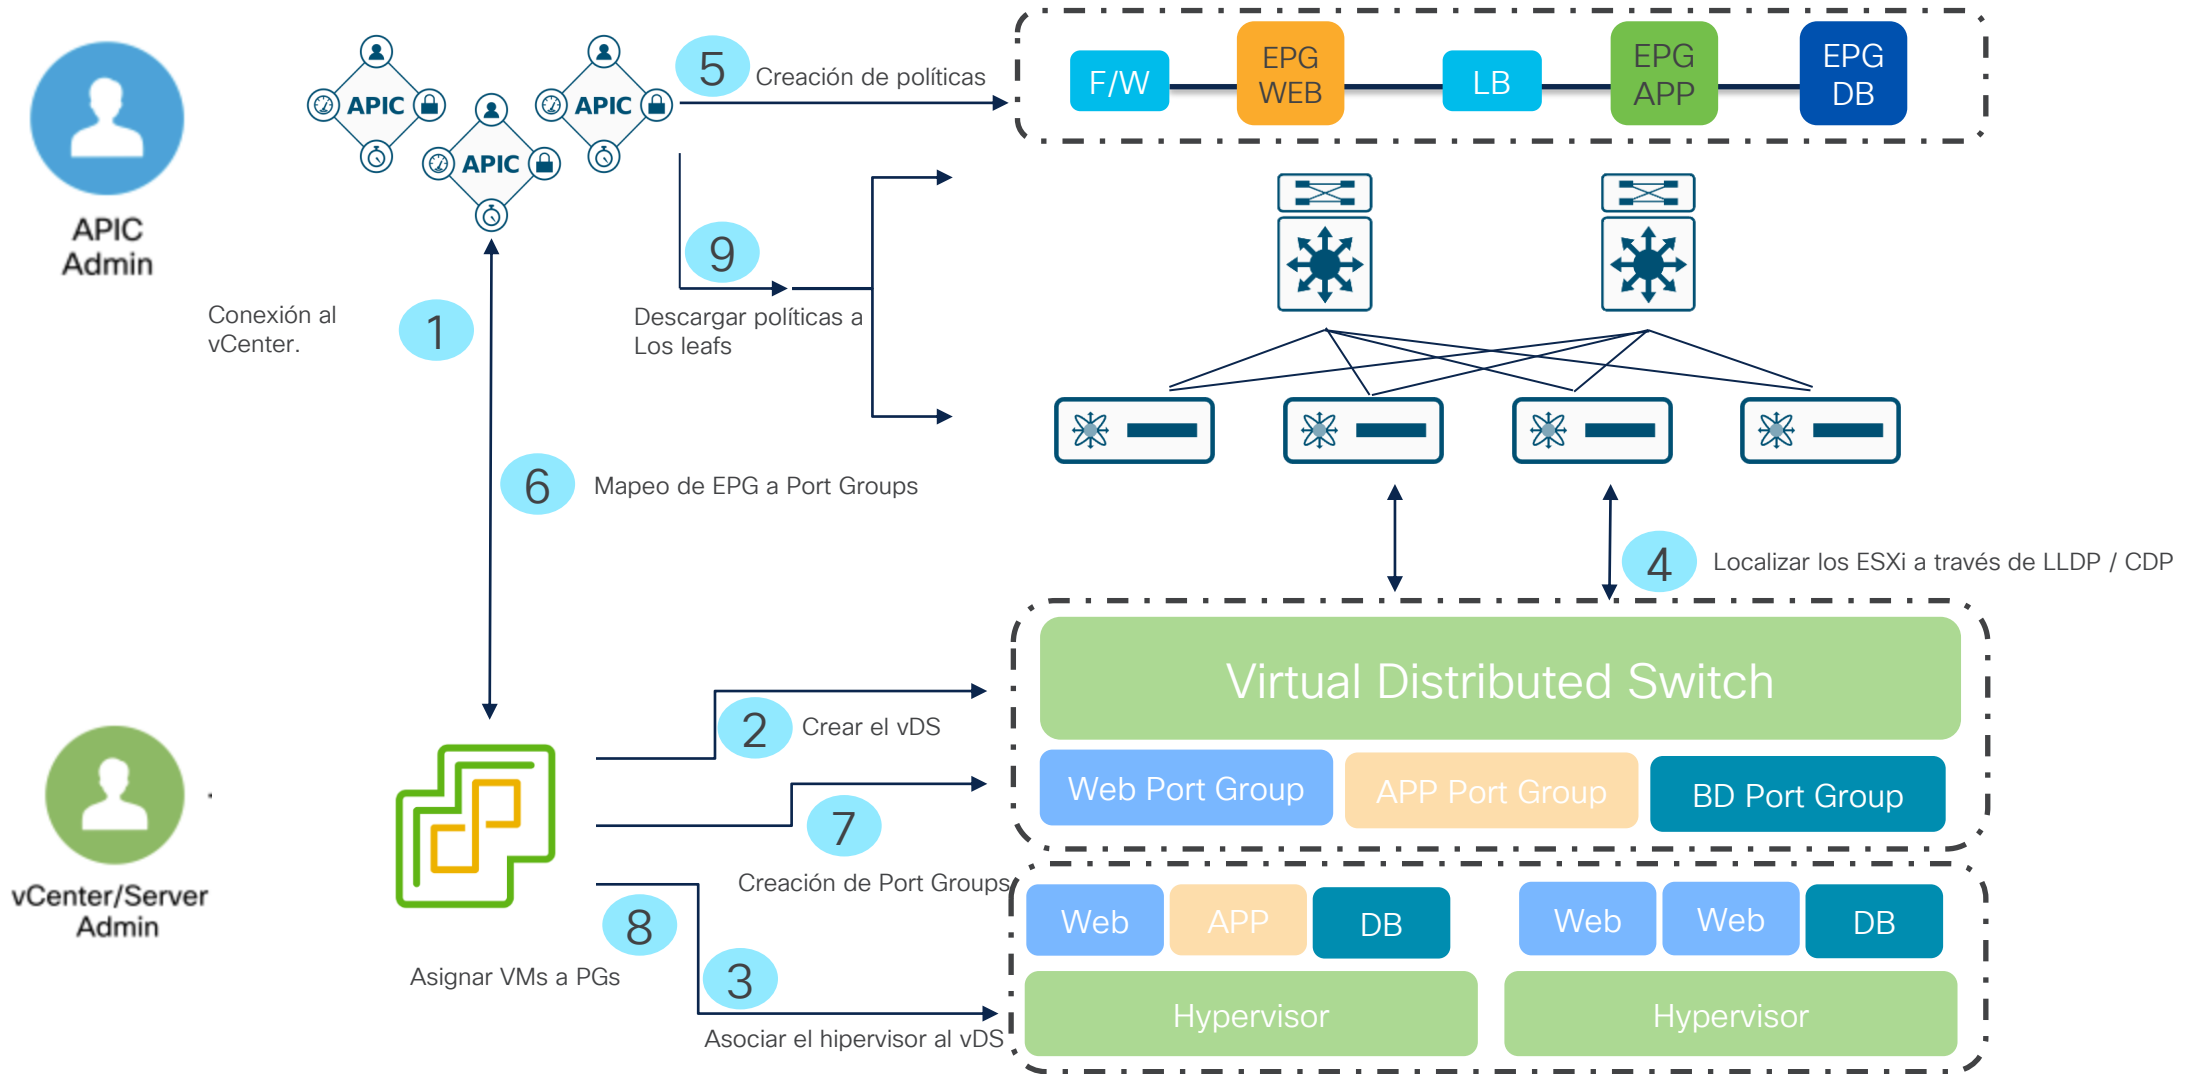 APIC
Admin
APIC
APIC
APIC
5
Creación de políticas
F/W
EPG
WEB
LB
EPG
APP
EPG
DB
9
Descargar políticas a
Los leafs
Conexión al
vCenter.
1
6
Mapeo de EPG a Port Groups
4
Localizar los ESXi a través de LLDP / CDP
Virtual Distributed Switch
2
Crear el vDS
Web Port Group
APP Port Group
BD Port Group
7
Creación de Port Groups
vCenter/Server
Admin
8
Asignar VMs a PGs
3
Asociar el hipervisor al vDS
Web
APP
DB
Web
Web
DB
Hypervisor
Hypervisor